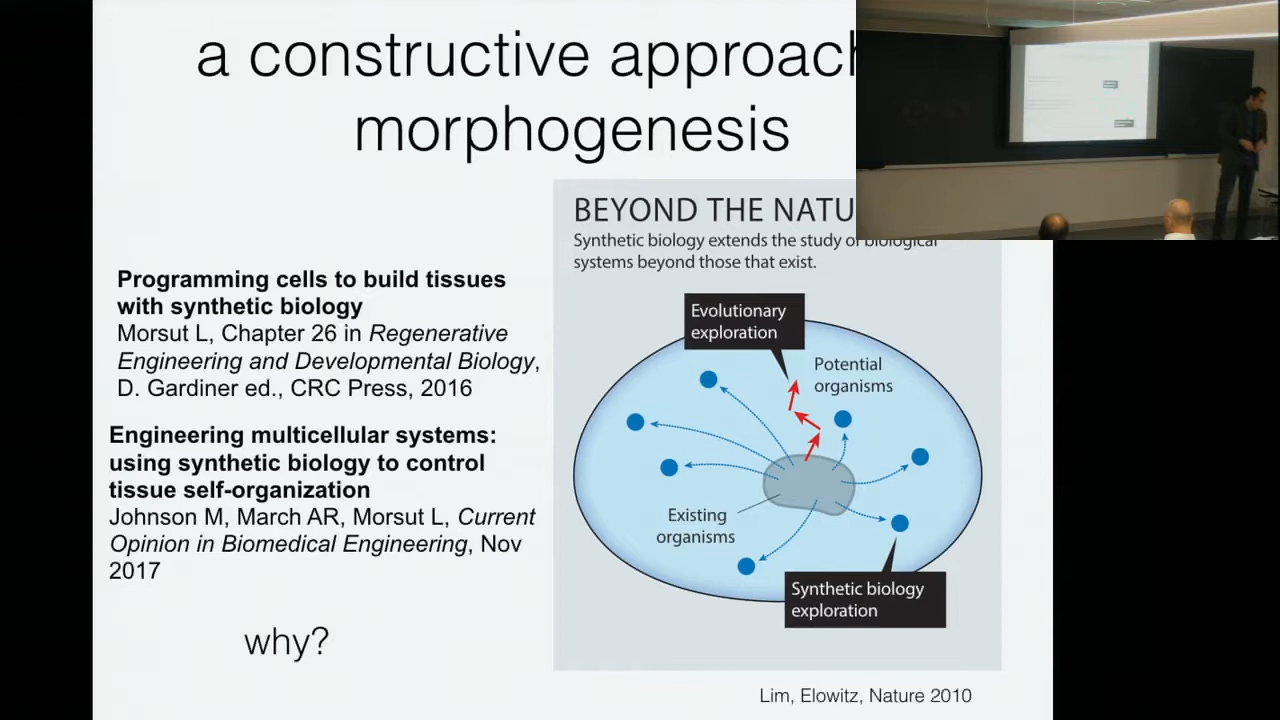 a constructive approach
morphogenesis
Programming cells to build tissues
with synthetic biology
Morsut L, Chapter 26 in Regenerative
Engineering and Developmental Biology,
D. Gardiner ed., CRC Press, 2016
Engineering multicellular systems:
using synthetic biology to control
tissue self-organization
Johnson M, March AR, Morsut L, Current
Opinion in Biomedical Engineering, Nov
2017
why?
BEYOND THE NATU
Synthetic biology extends the study of biological
systems beyond those that exist.
Evolutionary
exploration
Potential
organisms
Existing
organisms
Synthetic biology
exploration
Lim, Elowitz, Nature 2010